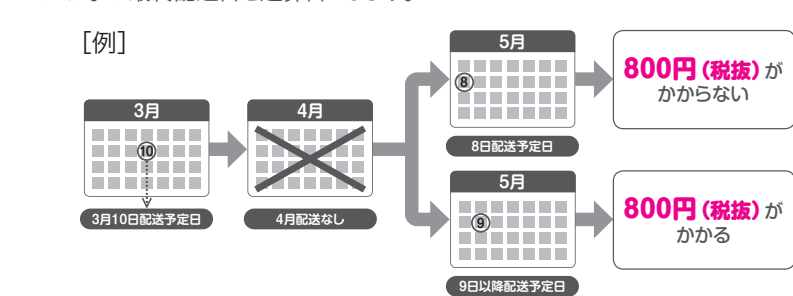 [例]
3月
⑩
3月10日配送予定日
4月
4月配送なし
5月
⑧
8日配送予定日
800円(税抜)が
かからない
5月
⑨
9日以降配送予定日
800円(税抜)が
かかる